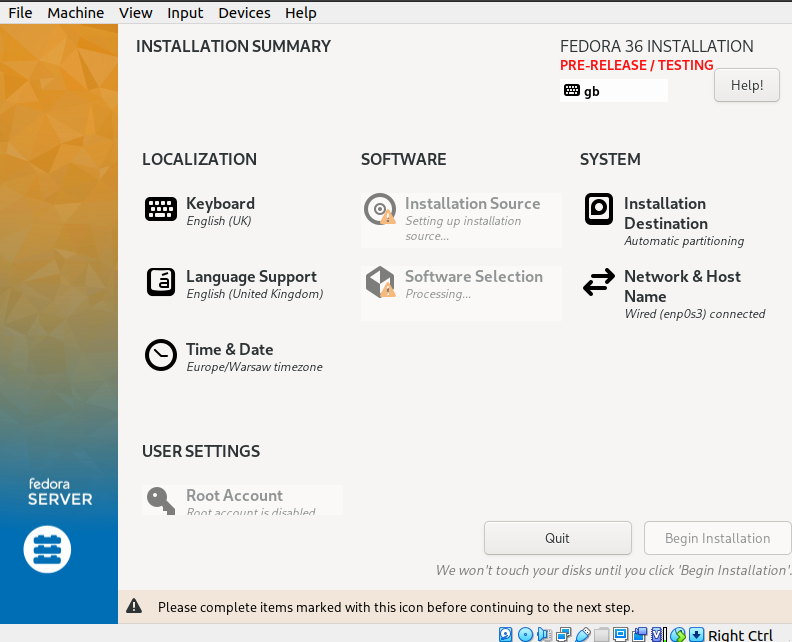 File Machine View Input Devices Help
INSTALLATION SUMMARY
FEDORA 36 INSTALLATION
PRE-RELEASE / TESTING
gb
Help!
LOCALIZATION
SOFTWARE
SYSTEM
Keyboard
English (UK)
Installation Source
Setting up installation
source...
Installation
Destination
Automatic partitioning
Language Support
English (United Kingdom)
Software Selection
Processing...
Network & Host
Name
Wired (enp0s3) connected
Time & Date
Europe/Warsaw timezone
USER SETTINGS
Root Account
Root account is disabled
fedora
SERVER
Quit
Begin Installation
We won't touch your disks until you click 'Begin Installation'.
Please complete items marked with this icon before continuing to the next step.
Right Ctrl